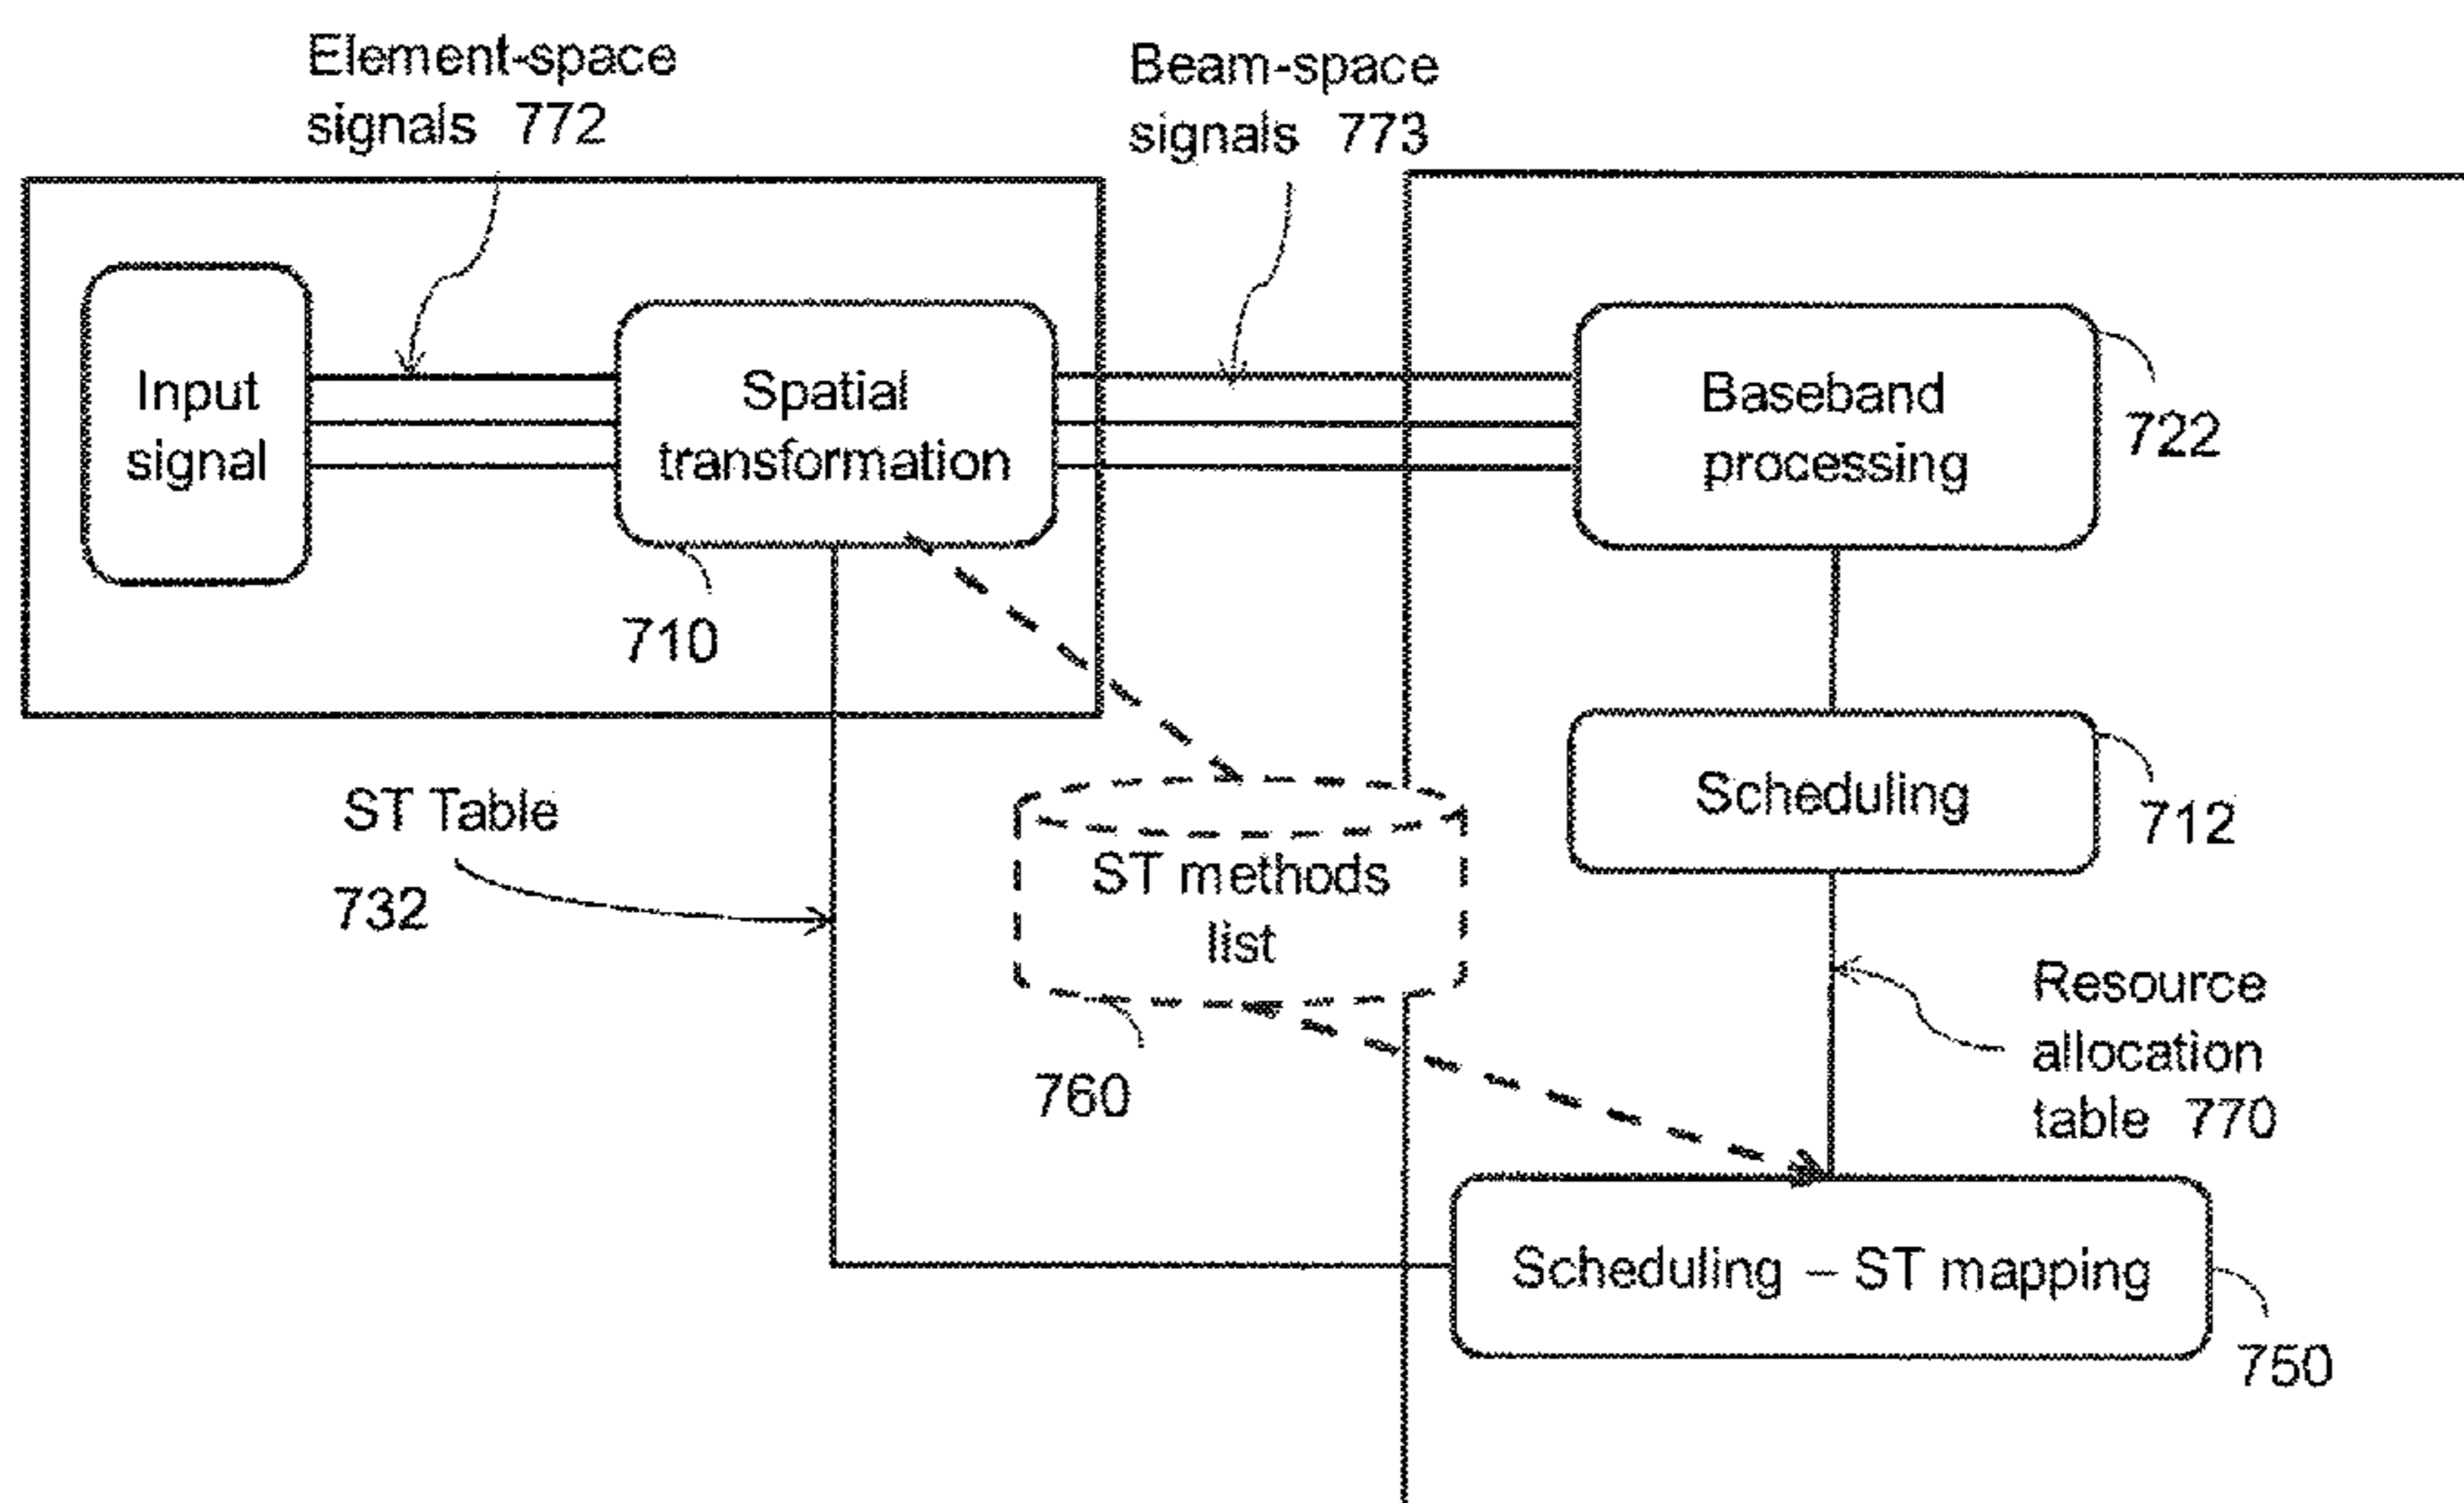 Element-space
signals 772
Beam-space
signals 773
Input
signal
Spatial
transformation
710
Baseband
processing
722
Scheduling
712
ST Table
732
ST methods
list
760
Resource
allocation
table 770
Scheduling – ST mapping
750